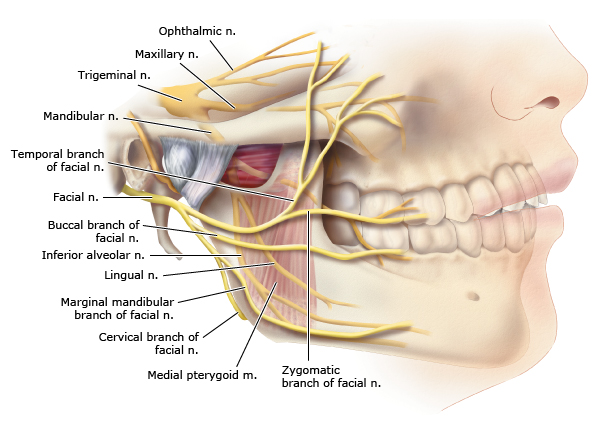 Ophthalmic n.
Maxillary n.
Trigeminal n.
Mandibular n.
Temporal branch
of facial n.
Facial n.
Buccal branch of
facial n.
Inferior alveolar n.
Lingual n.
Marginal mandibular
branch of facial n.
Cervical branch of
facial n.
Medial pterygoid m.
Zygomatic
branch of facial n.